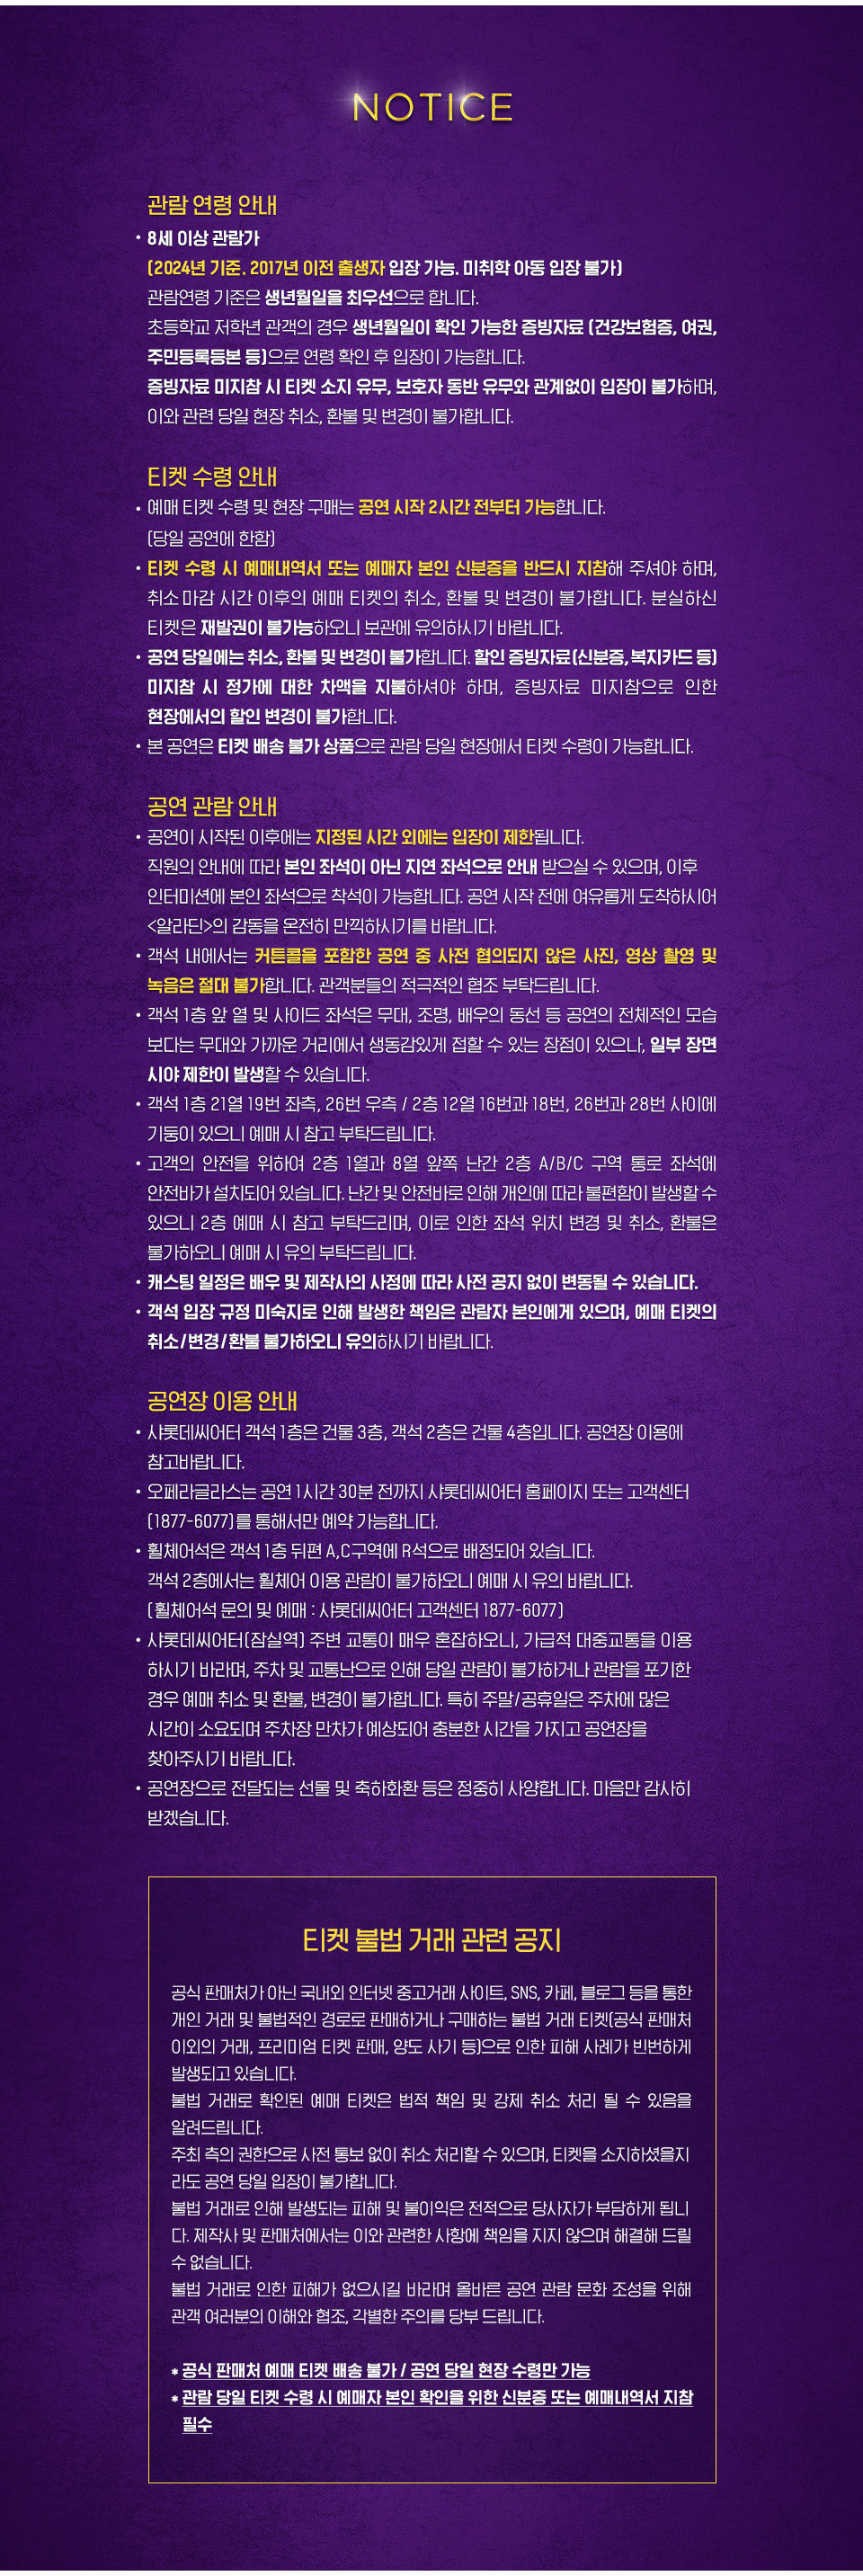 NOTICE
관람 연령 안내
• 8세 이상 관람가
(2024년 기준. 2017년 이전 출생자 입장 가능. 미취학 아동 입장 불가)
관람연령 기준은 생년월일을 최우선으로 합니다.
초등학교 저학년 관객의 경우 생년월일이 확인 가능한 증빙자료 (건강보험증, 여권,
주민등록등본 등)으로 연령 확인 후 입장이 가능합니다.
증빙자료 미지참 시 티켓 소지 유무, 보호자 동반 유무와 관계없이 입장이 불가하며,
이와 관련 당일 현장 취소, 환불 및 변경이 불가합니다.
티켓 수령 안내
• 예매 티켓 수령 및 현장 구매는 공연 시작 2시간 전부터 가능합니다.
(당일 공연에 한함)
• 티켓 수령 시 예매내역서 또는 예매자 본인 신분증을 반드시 지참해 주셔야 하며,
취소 마감 시간 이후의 예매 티켓의 취소, 환불 및 변경이 불가합니다. 분실하신
티켓은 재발권이 불가능하오니 보관에 유의하시기 바랍니다.
• 공연 당일에는 취소, 환불 및 변경이 불가합니다. 할인 증빙자료(신분증, 복지카드 등)
미지참 시 정가에 대한 차액을 지불하셔야 하며, 증빙자료 미지참으로 인한
현장에서의 할인 변경이 불가합니다.
• 본 공연은 티켓 배송 불가 상품으로 관람 당일 현장에서 티켓 수령이 가능합니다.
공연 관람 안내
• 공연이 시작된 이후에는 지정된 시간 외에는 입장이 제한됩니다.
직원의 안내에 따라 본인 좌석이 아닌 지연 좌석으로 안내 받으실 수 있으며, 이후
인터미션에 본인 좌석으로 착석이 가능합니다. 공연 시작 전에 여유롭게 도착하시어
<알라딘>의 감동을 온전히 만끽하시기를 바랍니다.
• 객석 내에서는 커튼콜을 포함한 공연 중 사전 협의되지 않은 사진, 영상 촬영 및
녹음은 절대 불가합니다. 관객분들의 적극적인 협조 부탁드립니다.
• 객석 1층 앞 열 및 사이드 좌석은 무대, 조명, 배우의 동선 등 공연의 전체적인 모습
보다는 무대와 가까운 거리에서 생동감있게 접할 수 있는 장점이 있으나, 일부 장면
시야 제한이 발생할 수 있습니다.
• 객석 1층 21열 19번 좌측, 26번 우측 / 2층 12열 16번과 18번, 26번과 28번 사이에
기둥이 있으니 예매 시 참고 부탁드립니다.
• 고객의 안전을 위하여 2층 1열과 8열 앞쪽 난간 2층 A/B/C 구역 통로 좌석에
안전바가 설치되어 있습니다. 난간 및 안전바로 인해 개인에 따라 불편함이 발생할 수
있으니 2층 예매 시 참고 부탁드리며, 이로 인한 좌석 위치 변경 및 취소, 환불은
불가하오니 예매 시 유의 부탁드립니다.
• 캐스팅 일정은 배우 및 제작사의 사정에 따라 사전 공지 없이 변동될 수 있습니다.
• 객석 입장 규정 미숙지로 인해 발생한 책임은 관람자 본인에게 있으며, 예매 티켓의
취소/변경/환불 불가하오니 유의하시기 바랍니다.
공연장 이용 안내
• 샤롯데씨어터 객석 1층은 건물 3층, 객석 2층은 건물 4층입니다. 공연장 이용에
참고바랍니다.
• 오페라글라스는 공연 1시간 30분 전까지 샤롯데씨어터 홈페이지 또는 고객센터
(1877-6077)를 통해서만 예약 가능합니다.
• 휠체어석은 객석 1층 뒤편 A,C구역에 R석으로 배정되어 있습니다.
객석 2층에서는 휠체어 이용 관람이 불가하오니 예매 시 유의 바랍니다.
(휠체어석 문의 및 예매 : 샤롯데씨어터 고객센터 1877-6077)
• 샤롯데씨어터(잠실역) 주변 교통이 매우 혼잡하오니, 가급적 대중교통을 이용
하시기 바라며, 주차 및 교통난으로 인해 당일 관람이 불가하거나 관람을 포기한
경우 예매 취소 및 환불, 변경이 불가합니다. 특히 주말/공휴일은 주차에 많은
시간이 소요되며 주차장 만차가 예상되어 충분한 시간을 가지고 공연장을
찾아주시기 바랍니다.
• 공연장으로 전달되는 선물 및 축하화환 등은 정중히 사양합니다. 마음만 감사히
받겠습니다.
티켓 불법 거래 관련 공지
공식 판매처가 아닌 국내외 인터넷 중고거래 사이트, SNS, 카페, 블로그 등을 통한
개인 거래 및 불법적인 경로로 판매하거나 구매하는 불법 거래 티켓(공식 판매처
이외의 거래, 프리미엄 티켓 판매, 양도 사기 등)으로 인한 피해 사례가 빈번하게
발생되고 있습니다.
불법 거래로 확인된 예매 티켓은 법적 책임 및 강제 취소 처리 될 수 있음을
알려드립니다.
주최 측의 권한으로 사전 통보 없이 취소 처리할 수 있으며, 티켓을 소지하셨을지
라도 공연 당일 입장이 불가합니다.
불법 거래로 인해 발생되는 피해 및 불이익은 전적으로 당사자가 부담하게 됩니
다. 제작사 및 판매처에서는 이와 관련한 사항에 책임을 지지 않으며 해결해 드릴
수 없습니다.
불법 거래로 인한 피해가 없으시길 바라며 올바른 공연 관람 문화 조성을 위해
관객 여러분의 이해와 협조, 각별한 주의를 당부 드립니다.
* 공식 판매처 예매 티켓 배송 불가 / 공연 당일 현장 수령만 가능
* 관람 당일 티켓 수령 시 예매자 본인 확인을 위한 신분증 또는 예매내역서 지참
필수